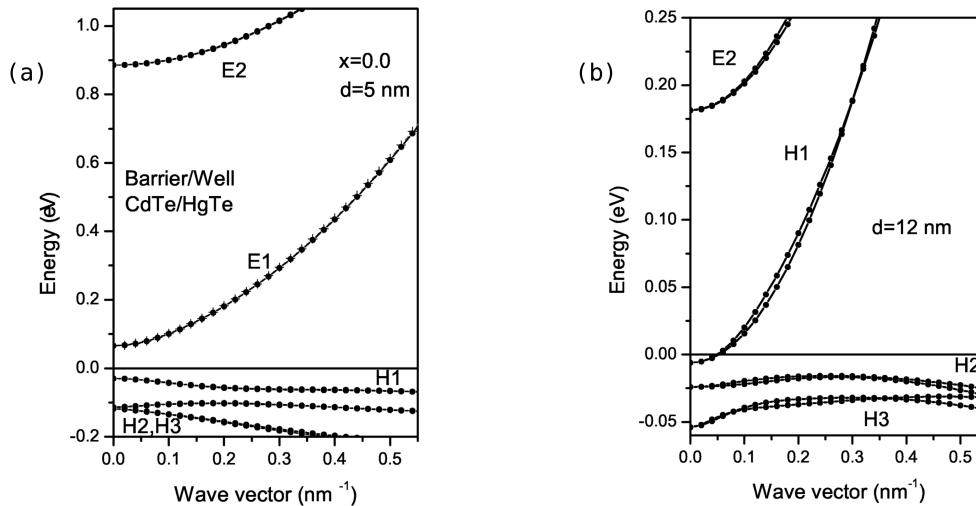 (a)
1.0
0.8
0.6
0.4
0.2
0.0
-0.2
Energy (eV)
E2
x=0.0
d=5 nm
Barrier/Well
CdTe/HgTe
E1
H1
H2,H3
0.0 0.1 0.2 0.3 0.4 0.5
Wave vector (nm⁻¹)
(b)
0.25
0.20
0.15
0.10
0.05
0.00
-0.05
Energy (eV)
E2
H1
d=12 nm
H2
H3
0.0 0.1 0.2 0.3 0.4 0.5
Wave vector (nm⁻¹)